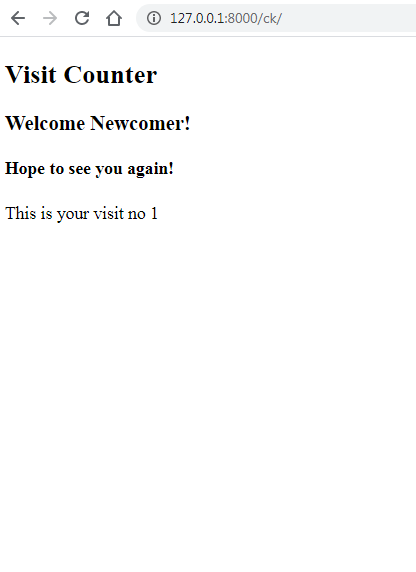 127.0.0.1:8000/ck/
Visit Counter
Welcome Newcomer!
Hope to see you again!
This is your visit no 1